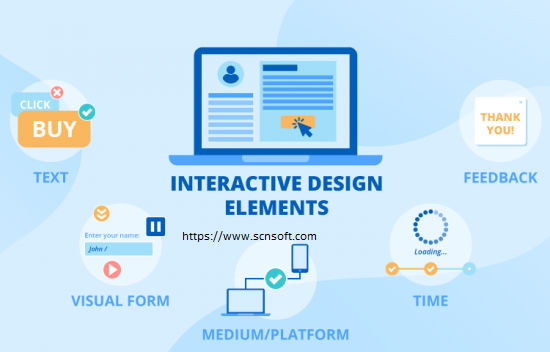 CLICK
BUY
TEXT
THANK
YOU!
FEEDBACK
INTERACTIVE DESIGN
ELEMENTS
https://www.scnsoft.com
Enter your name:
John /
VISUAL FORM
MEDIUM/PLATFORM
Loading...
TIME